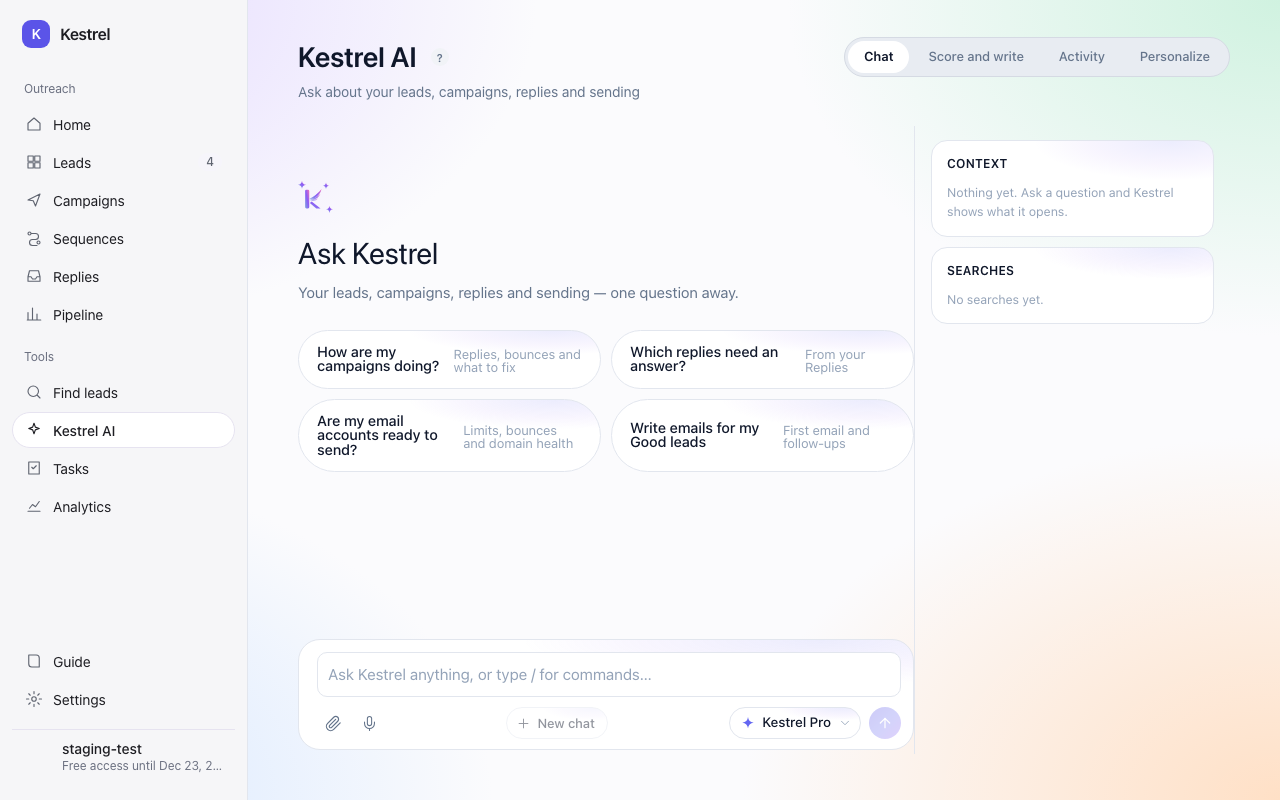 K
Kestrel
Outreach
Home
Leads 4
Campaigns
Sequences
Replies
Pipeline
Tools
Find leads
Kestrel AI
Tasks
Analytics
Guide
Settings
staging-test
Free access until Dec 23, 2...
Kestrel AI ?
Ask about your leads, campaigns, replies and sending
Chat
Score and write
Activity
Personalize
K
Ask Kestrel
Your leads, campaigns, replies and sending — one question away.
How are my
campaigns doing?
Replies, bounces and
what to fix
Which replies need an
answer?
From your
Replies
Are my email
accounts ready to
send?
Limits, bounces
and domain health
Write emails for my
Good leads
First email and
follow-ups
Ask Kestrel anything, or type / for commands...
New chat
Kestrel Pro
CONTEXT
Nothing yet. Ask a question and Kestrel
shows what it opens.
SEARCHES
No searches yet.